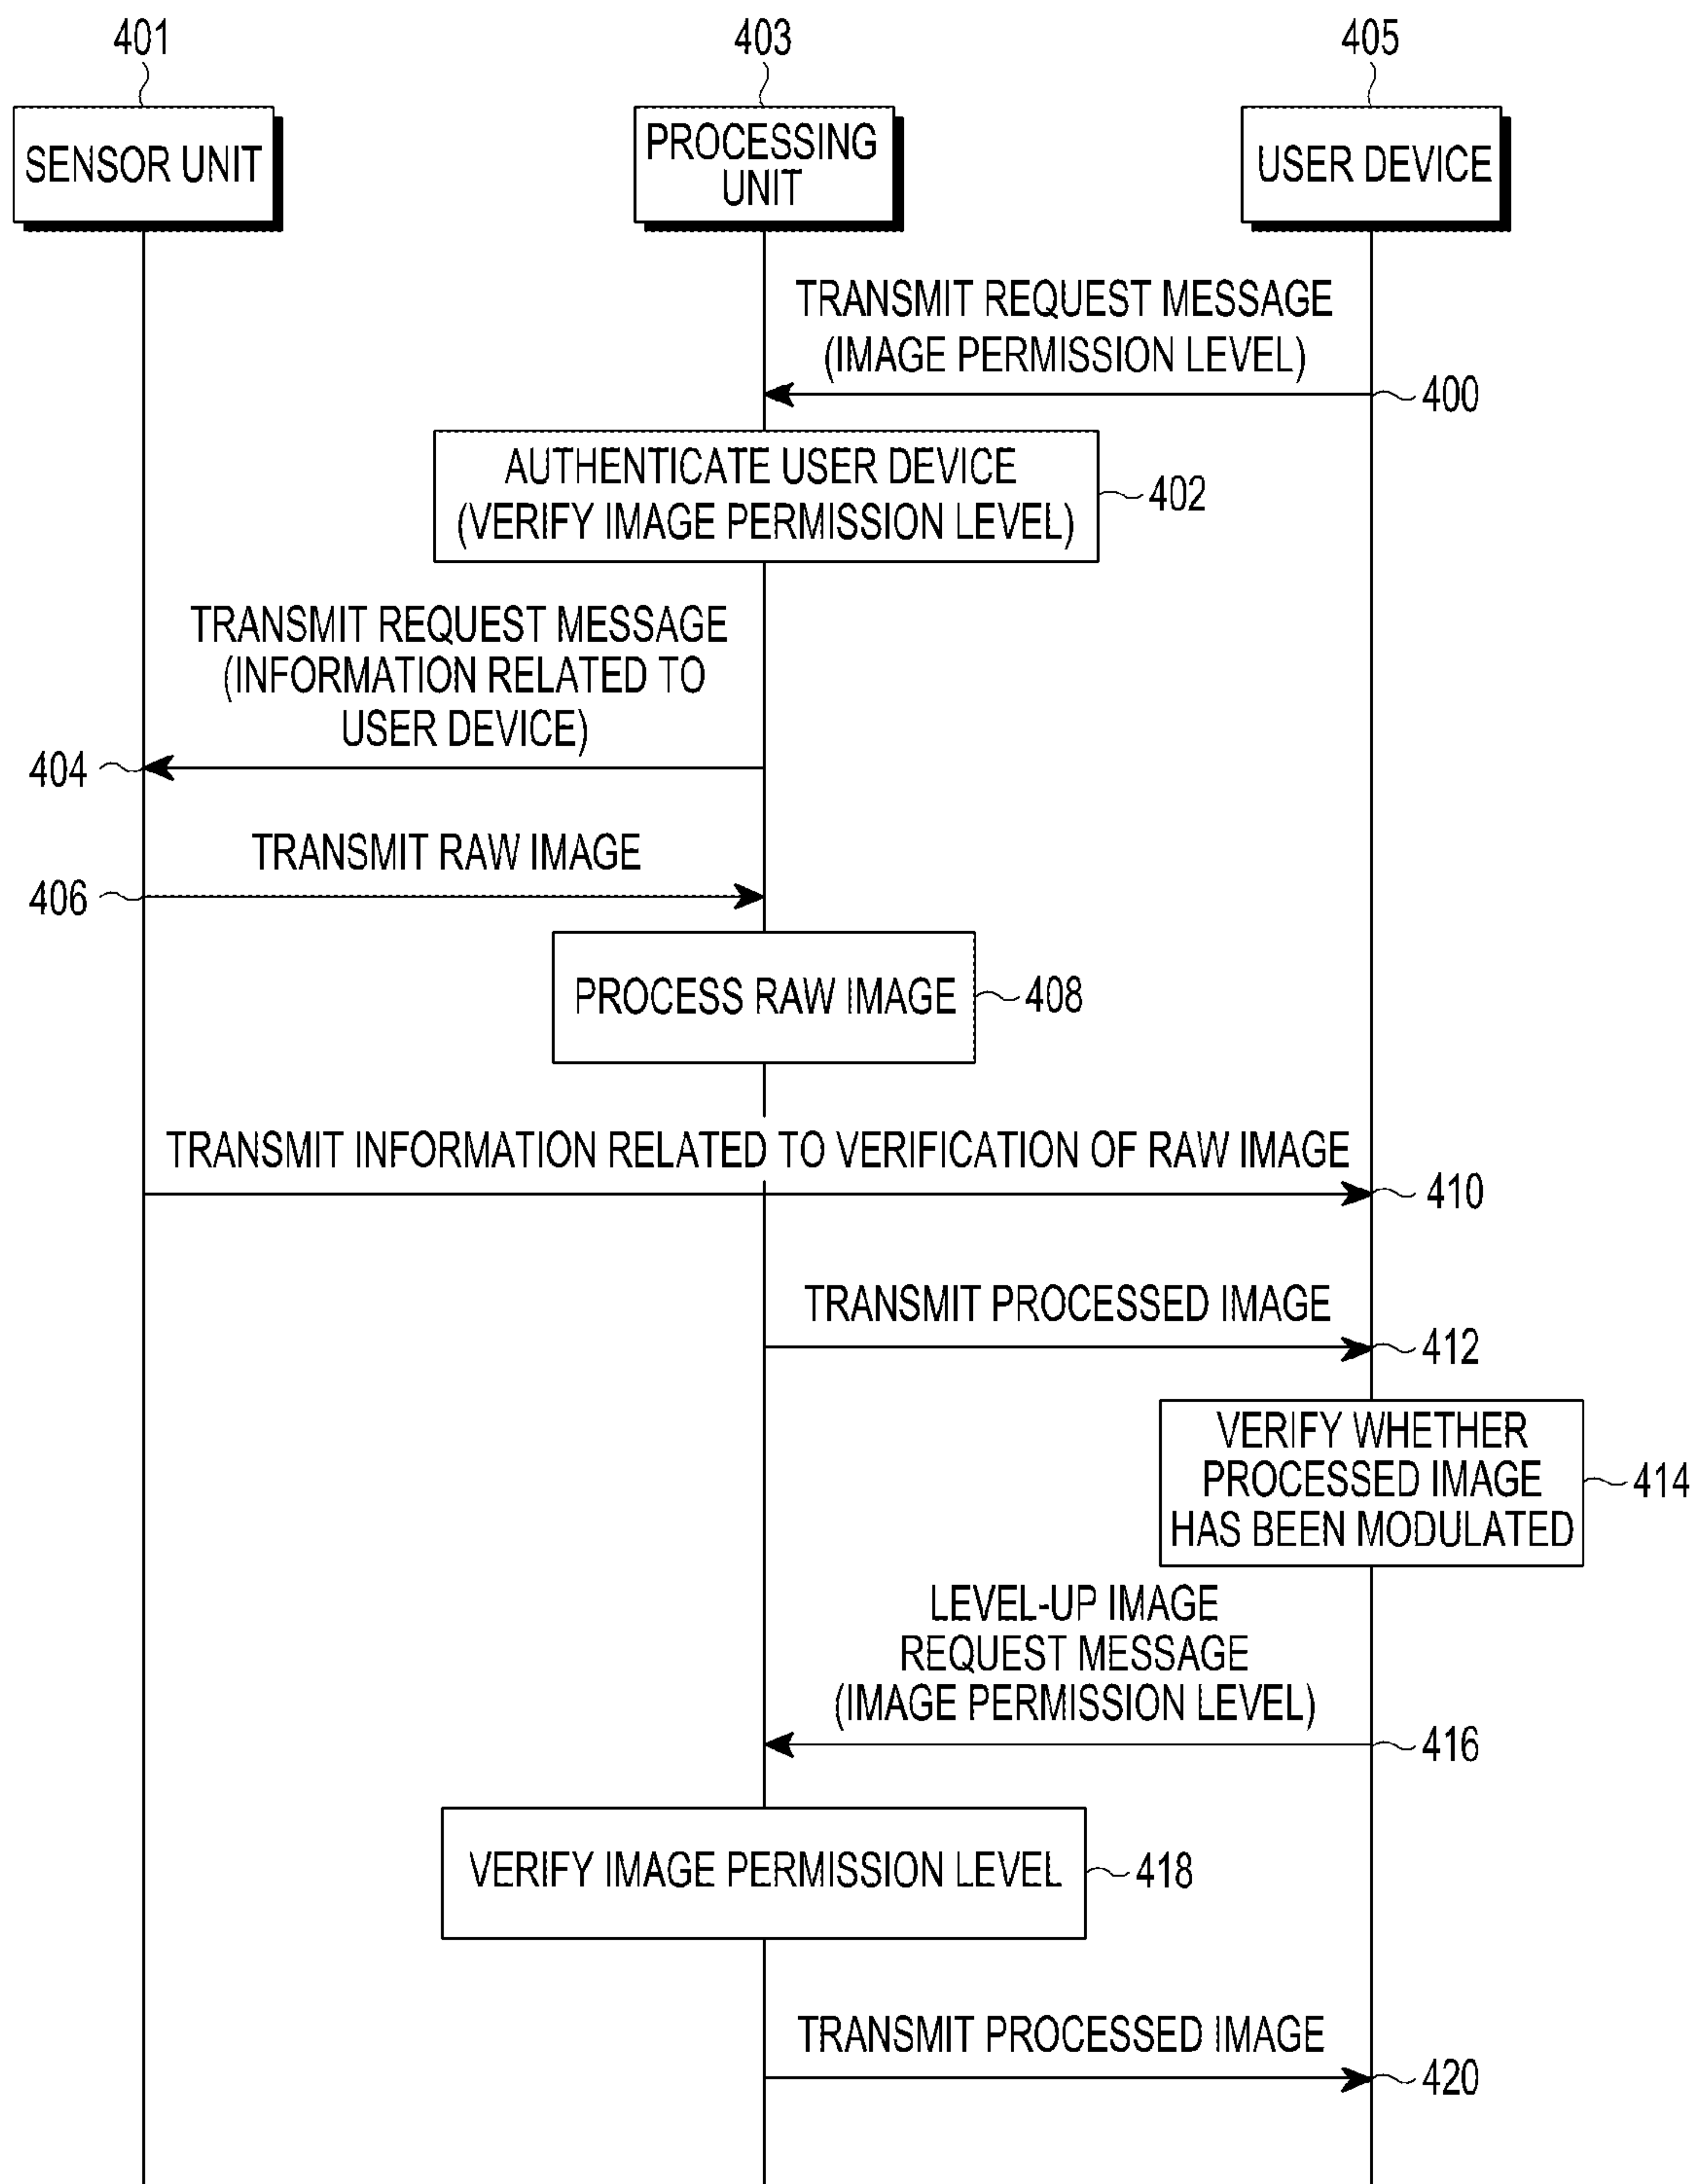 401
403
405
SENSOR UNIT
PROCESSING
UNIT
USER DEVICE
TRANSMIT REQUEST MESSAGE
(IMAGE PERMISSION LEVEL)
400
AUTHENTICATE USER DEVICE
(VERIFY IMAGE PERMISSION LEVEL)
402
TRANSMIT REQUEST MESSAGE
(INFORMATION RELATED TO
USER DEVICE)
404
TRANSMIT RAW IMAGE
406
PROCESS RAW IMAGE
408
TRANSMIT INFORMATION RELATED TO VERIFICATION OF RAW IMAGE
410
TRANSMIT PROCESSED IMAGE
412
VERIFY WHETHER
PROCESSED IMAGE
HAS BEEN MODULATED
414
LEVEL-UP IMAGE
REQUEST MESSAGE
(IMAGE PERMISSION LEVEL)
416
VERIFY IMAGE PERMISSION LEVEL
418
TRANSMIT PROCESSED IMAGE
420